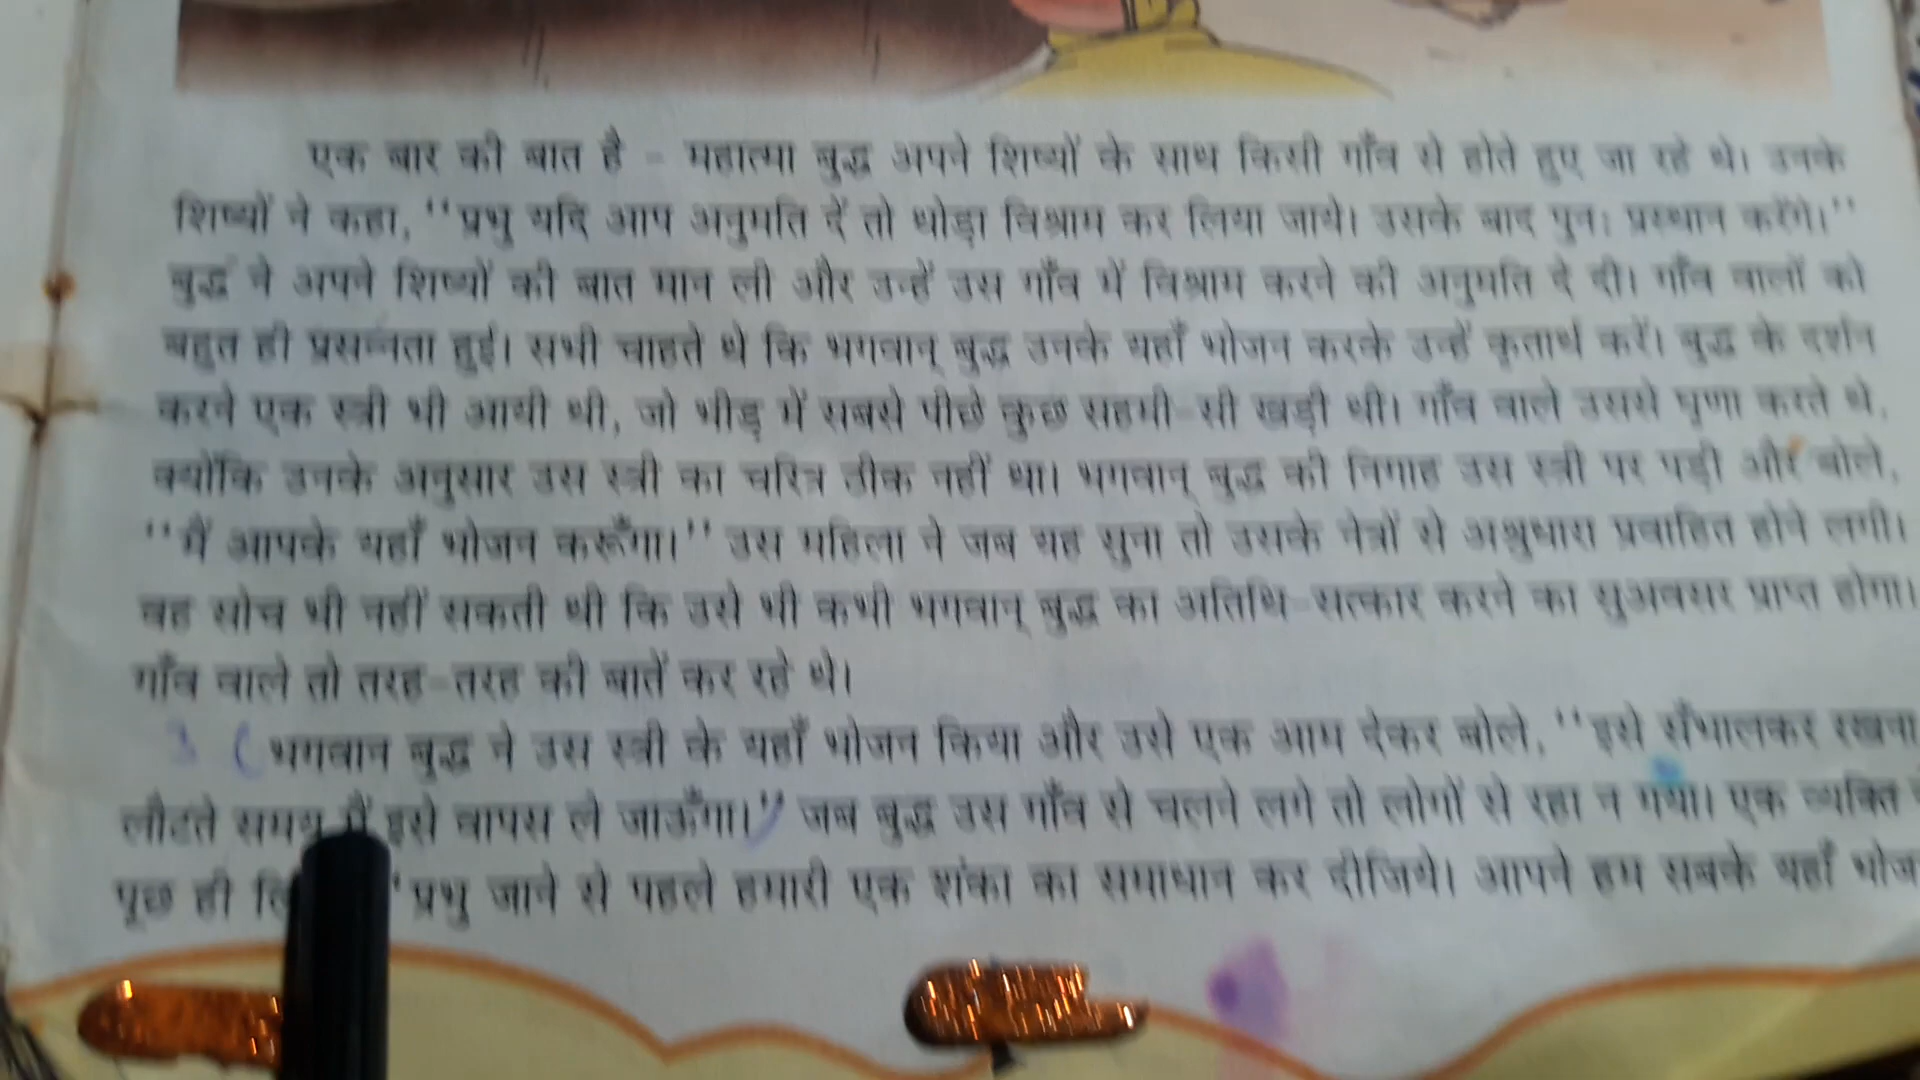 एक बार की बात है - महात्मा बुद्ध अपने शिष्यों के साथ किसी गाँव से होते हुए जा रहे थे। उनके
शिष्यों ने कहा, ''प्रभु यदि आप अनुमति दें तो थोड़ा विश्राम कर लिया जाये। उसके बाद पुनः प्रस्थान करेंगे।''
बुद्ध ने अपने शिष्यों की बात मान ली और उन्हें उस गाँव में विश्राम करने की अनुमति दे दी। गाँव वालों को
बहुत ही प्रसन्नता हुई। सभी चाहते थे कि भगवान् बुद्ध उनके यहाँ भोजन करके उन्हें कृतार्थ करें। बुद्ध के दर्शन
करने एक स्त्री भी आयी थी, जो भीड़ में सबसे पीछे कुछ सहमी-सी खड़ी थी। गाँव वाले उससे घृणा करते थे,
क्योंकि उनके अनुसार उस स्त्री का चरित्र ठीक नहीं था। भगवान् बुद्ध की निगाह उस स्त्री पर पड़ी और बोले,
''मैं आपके यहाँ भोजन करूँगा।'' उस महिला ने जब यह सुना तो उसके नेत्रों से अश्रुधारा प्रवाहित होने लगी।
वह सोच भी नहीं सकती थी कि उसे भी कभी भगवान् बुद्ध का अतिथि-सत्कार करने का सुअवसर प्राप्त होगा।
गाँव वाले तो तरह-तरह की बातें कर रहे थे।
3 ( भगवान बुद्ध ने उस स्त्री के यहाँ भोजन किया और उसे एक आम देकर बोले, ''इसे सँभालकर रखना
लौटते समय मैं इसे वापस ले जाऊँगा।'') जब बुद्ध उस गाँव से चलने लगे तो लोगों से रहा न गया। एक व्यक्ति
पूछ ही ''प्रभु जाने से पहले हमारी एक शंका का समाधान कर दीजिये। आपने हम सबके यहाँ भोज